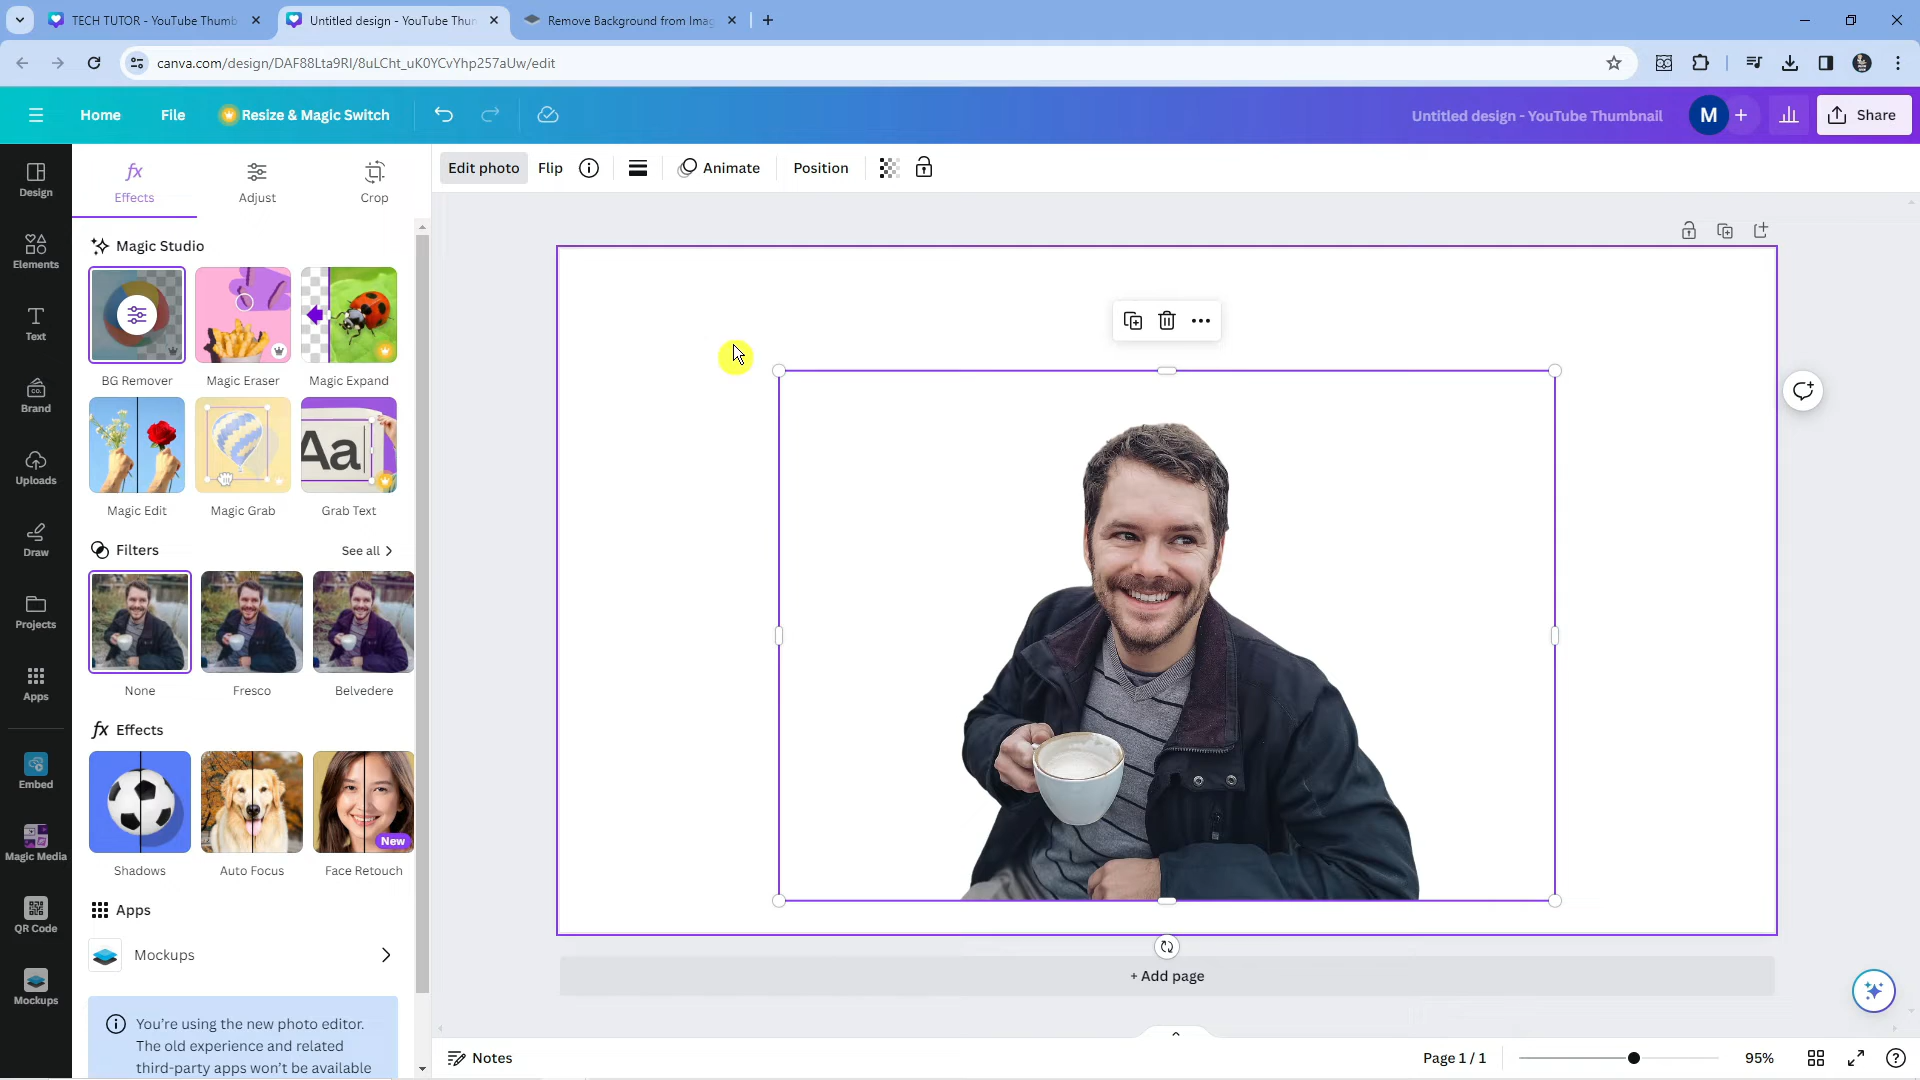 TECH TUTOR - YouTube Thumb
Untitled design - YouTube Thun
Remove Background from Imag
canva.com/design/DAF88Lta9RI/8uLCht_uK0YCvYhp257aUw/edit
Home
File
Resize & Magic Switch
Untitled design - YouTube Thumbnail
M
Share
Design
Elements
Text
Brand
Uploads
Draw
Projects
Apps
Embed
Magic Media
QR Code
Mockups
Effects
Adjust
Crop
Magic Studio
BG Remover
Magic Eraser
Magic Expand
Aa
Magic Edit
Magic Grab
Grab Text
Filters
See all
None
Fresco
Belvedere
fx Effects
New
Shadows
Auto Focus
Face Retouch
Apps
Mockups
You're using the new photo editor.
The old experience and related
third-party apps won't be available
Edit photo
Flip
Animate
Position
+ Add page
Notes
Page 1 / 1
95%